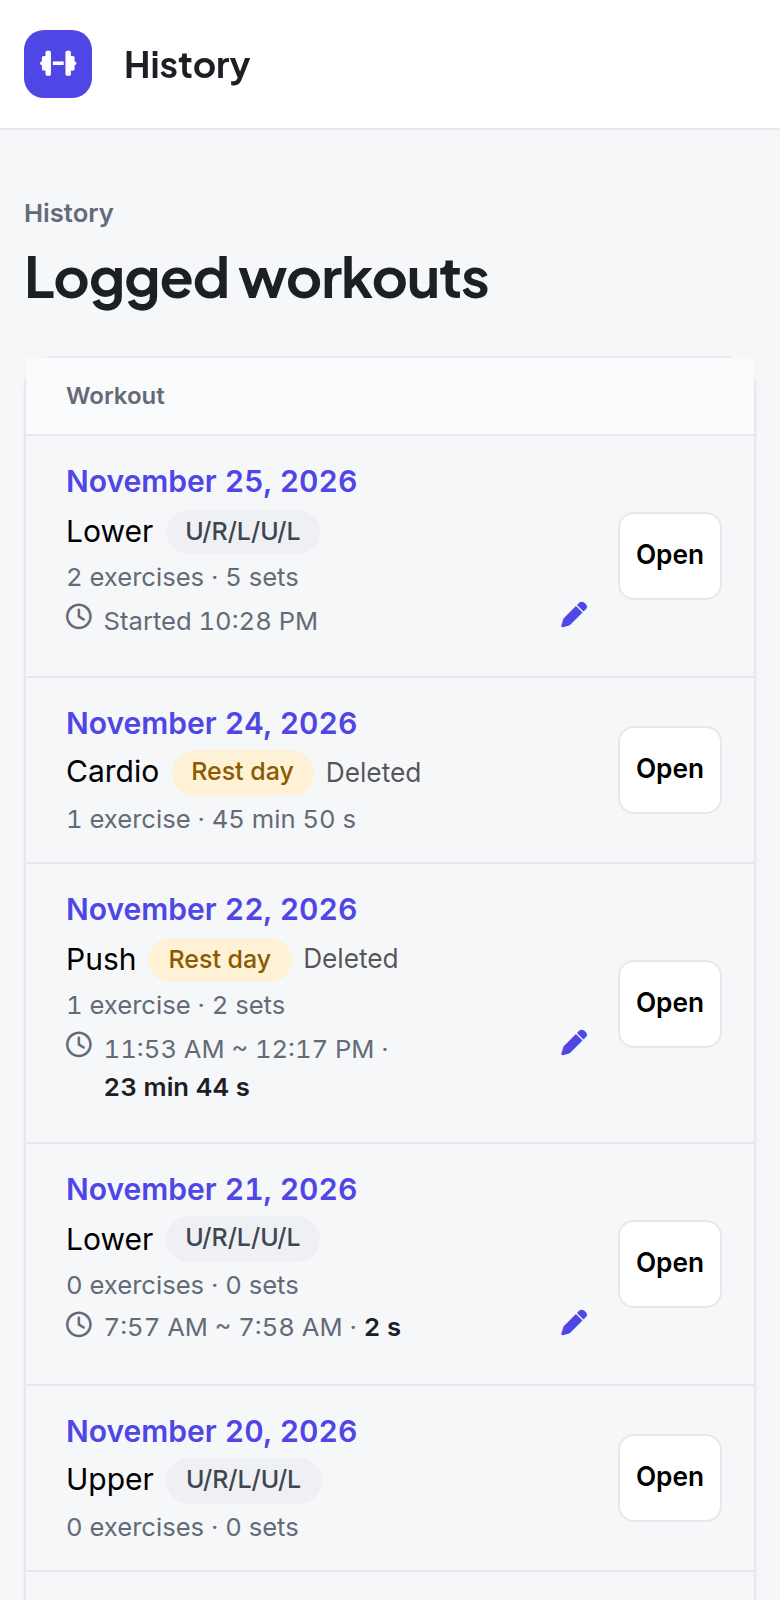 History
History
Logged workouts
Workout
November 25, 2026
Lower U/R/L/U/L
2 exercises · 5 sets
Started 10:28 PM
Open
November 24, 2026
Cardio Rest day Deleted
1 exercise · 45 min 50 s
Open
November 22, 2026
Push Rest day Deleted
1 exercise · 2 sets
11:53 AM ~ 12:17 PM ·
23 min 44 s
Open
November 21, 2026
Lower U/R/L/U/L
0 exercises · 0 sets
7:57 AM ~ 7:58 AM · 2 s
Open
November 20, 2026
Upper U/R/L/U/L
0 exercises · 0 sets
Open